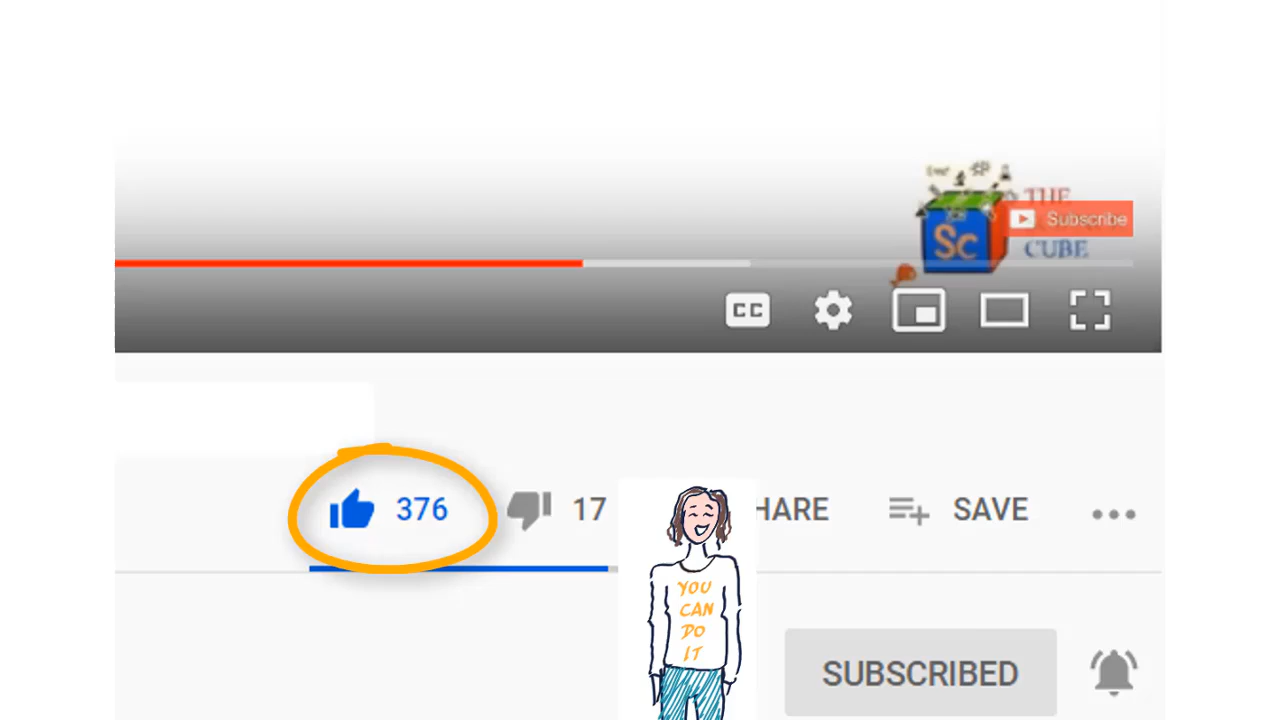 THE
Subscribe
Sc
CUBE
CC
376
17
HARE
SAVE
YOU
CAN
DO
IT
SUBSCRIBED